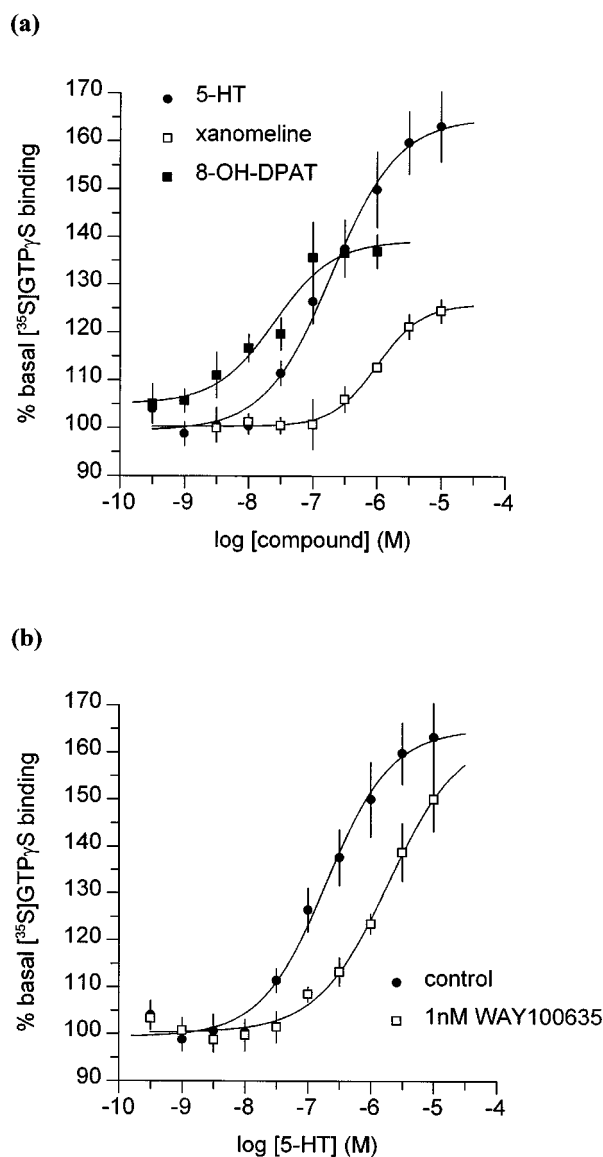 (a)
170
160
150
140
130
120
110
100
90
% basal [³⁵S]GTPγS binding
● 5-HT
□ xanomeline
■ 8-OH-DPAT
-10 -9 -8 -7 -6 -5 -4
log [compound] (M)
(b)
170
160
150
140
130
120
110
100
90
% basal [³⁵S]GTPγS binding
● control
□ 1nM WAY100635
-10 -9 -8 -7 -6 -5 -4
log [5-HT] (M)